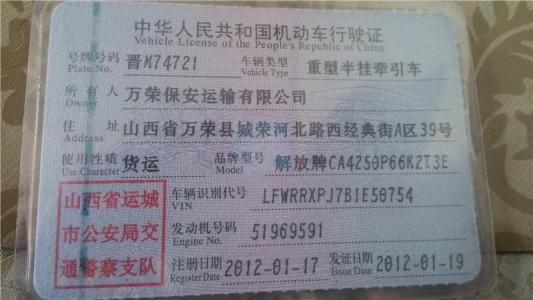 中华人民共和国机动车行驶证
Vehicle License of the People's Republic of China
号牌号码 晋M74721 车辆类型 重型半挂牵引车
Plate No. Vehicle Type
所有人 万荣保安运输有限公司
Owner
住址 山西省万荣县城荣河北路西经典街A区39号
Address
使用性质 货运 品牌型号 解放牌CA4250P66K2T3E
Use Character Model
山西省运城 车辆识别代号 LFWRRXPJ7B1E50754
VIN
市公安局交 发动机号码 51969591
Engine No.
通警察支队 注册日期 2012-01-17 发证日期 2012-01-19
Register Date Issue Date